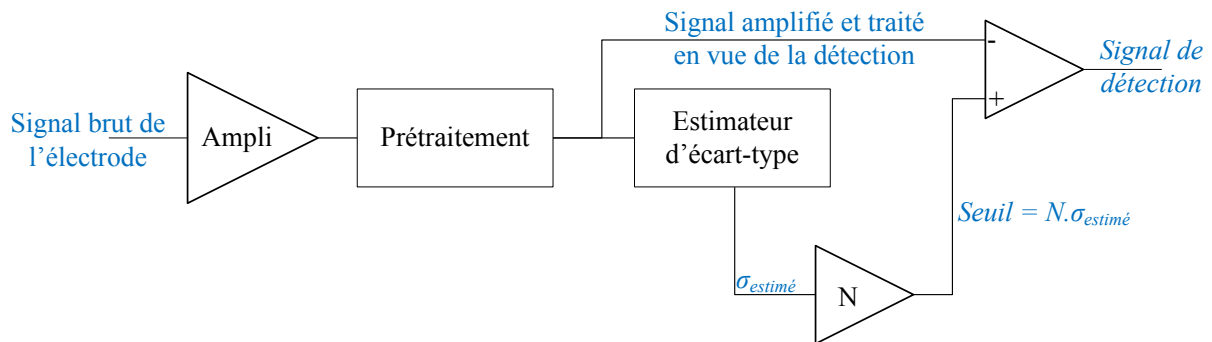 Signal amplifié et traité
en vue de la détection
-
Signal de
détection
Signal brut de
l'électrode
Ampli
Prétraitement
Estimateur
d'écart-type
+
Seuil = N.σestimé
σestimé
N